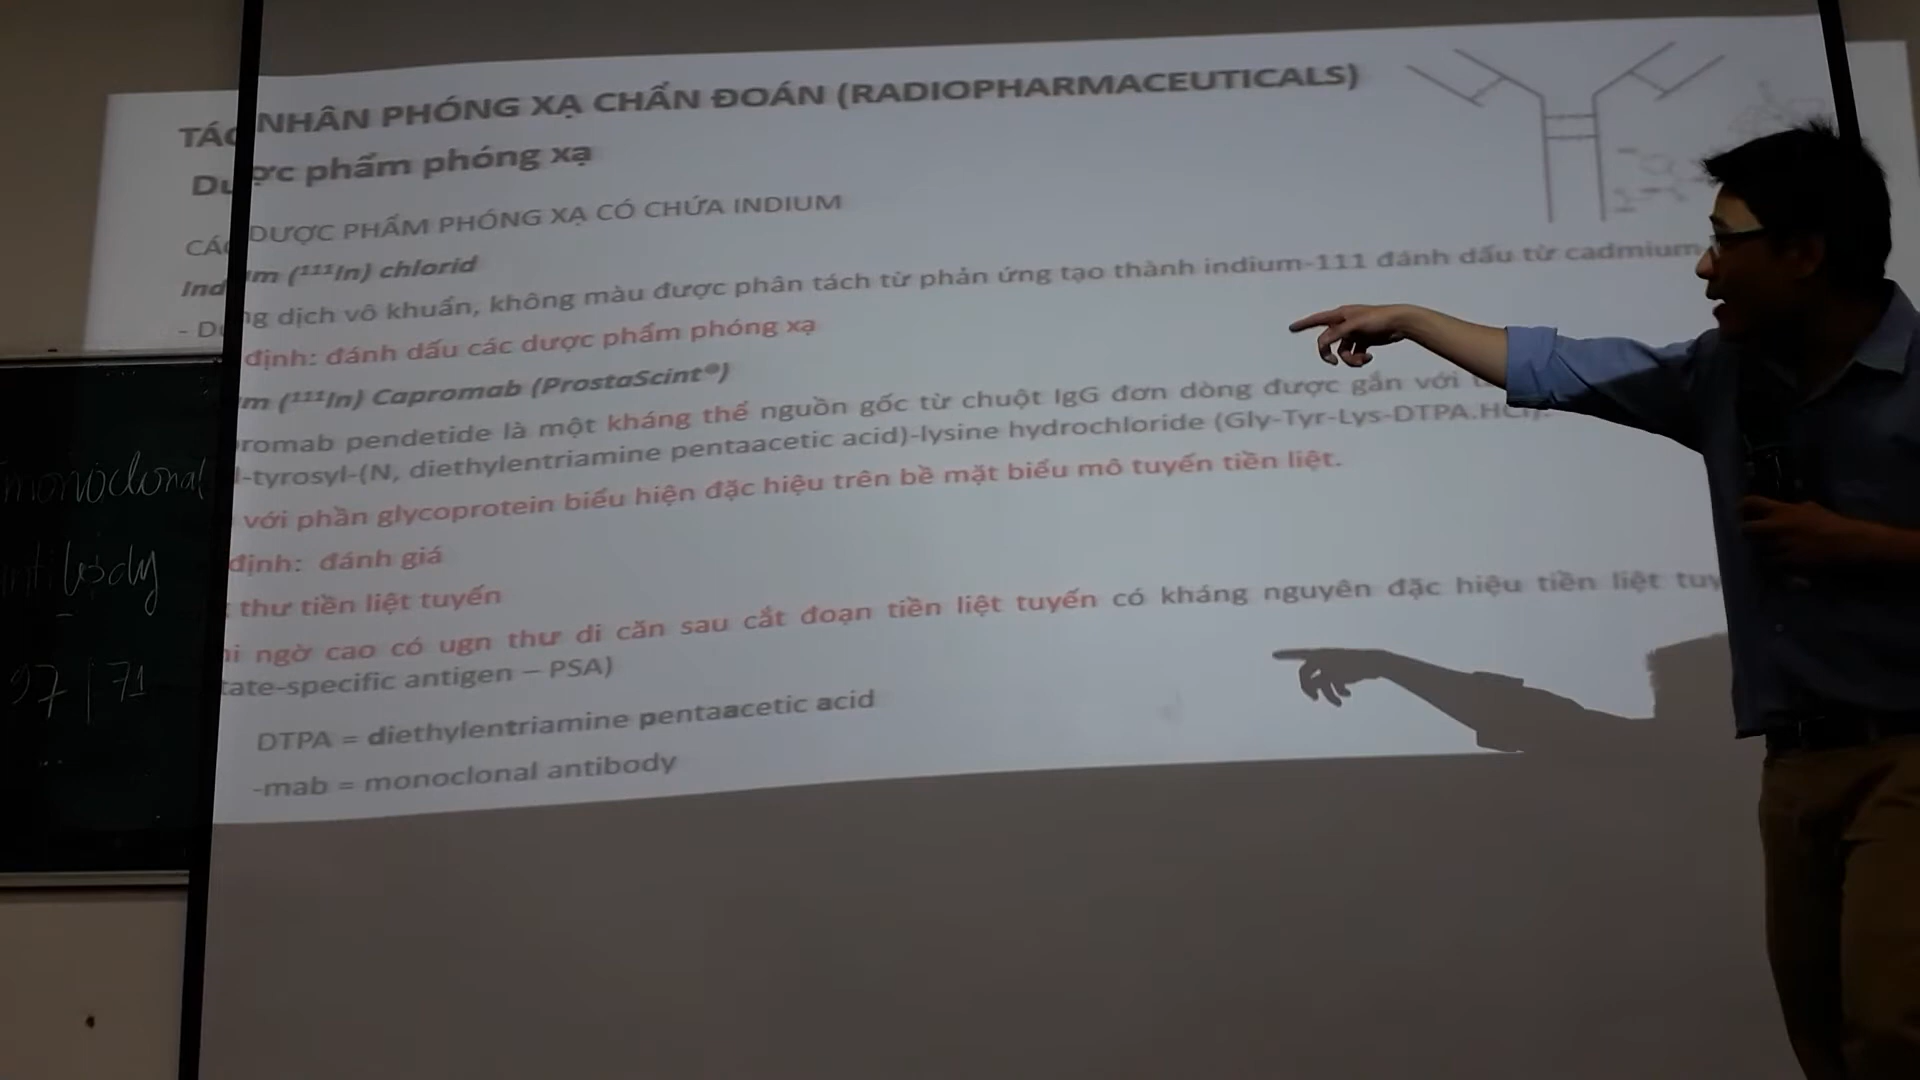 TÁC NHÂN PHÓNG XẠ CHẨN ĐOÁN (RADIOPHARMACEUTICALS)
Dược phẩm phóng xạ
CÁC DƯỢC PHẨM PHÓNG XẠ CÓ CHỨA INDIUM
Indium (¹¹¹In) chlorid
- Dung dịch vô khuẩn, không màu được phân tách từ phản ứng tạo thành indium-111 đánh dấu từ cadmium
định: đánh dấu các dược phẩm phóng xạ
(¹¹¹In) Capromab (ProstaScint®)
pendetide là một kháng thể nguồn gốc từ chuột IgG đơn dòng được gắn với
-tyrosyl-(N, diethylentriamine pentaacetic acid)-lysine hydrochloride (Gly-Tyr-Lys-DTPA.HCl).
với phần glycoprotein biểu hiện đặc hiệu trên bề mặt biểu mô tuyến tiền liệt.
định: đánh giá
thư tiền liệt tuyến
ngờ cao có ugn thư di căn sau cắt đoạn tiền liệt tuyến có kháng nguyên đặc hiệu tiền liệt
tate-specific antigen – PSA)
DTPA = diethylentriamine pentaacetic acid
-mab = monoclonal antibody
monoclonal
antibody
97 | 71